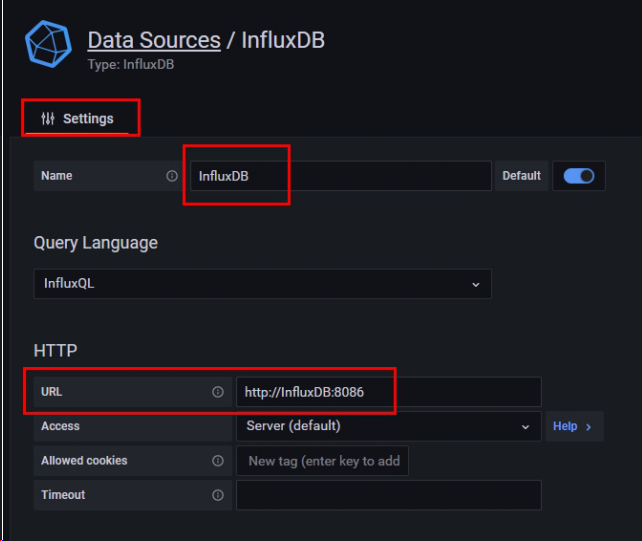 Data Sources / InfluxDB
Type: InfluxDB
Settings
Name InfluxDB Default
Query Language
InfluxQL
HTTP
URL http://InfluxDB:8086
Access Server (default) Help >
Allowed cookies New tag (enter key to add
Timeout